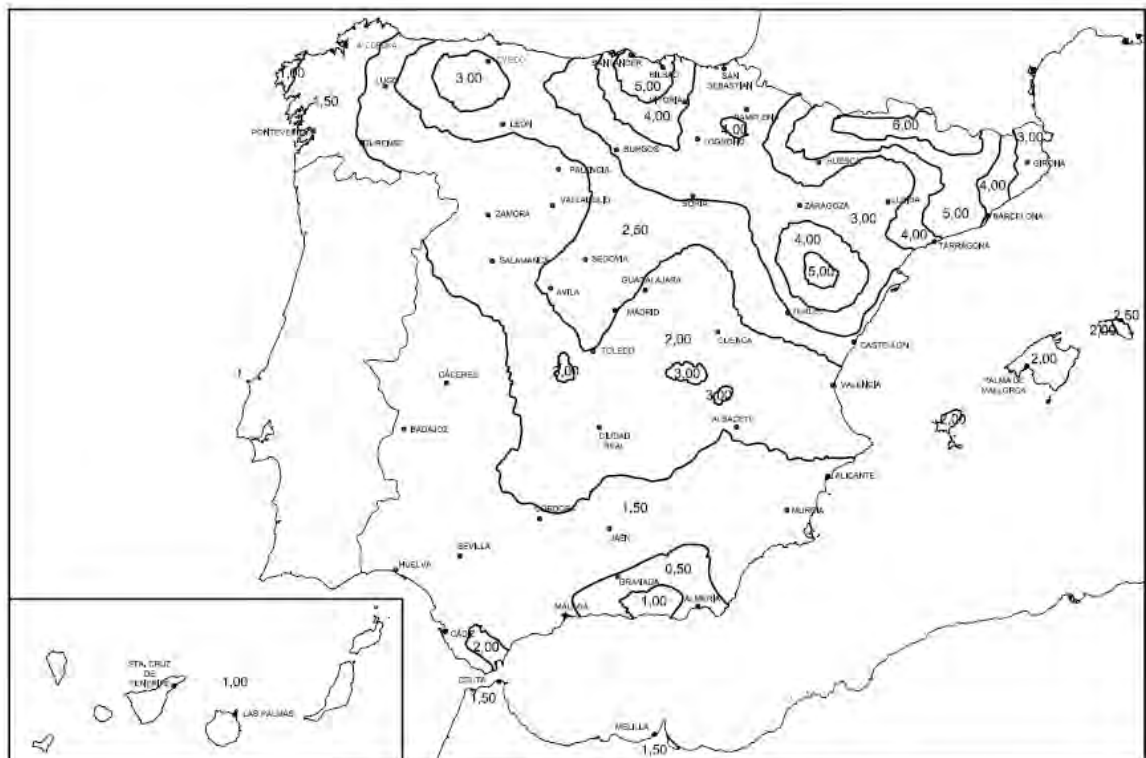 A CORUÑA
LUGO
1,00
1,50
PONTEVEDRA
OURENSE
OVIEDO
3.00
LEÓN
SANTANDER
BILBAO
5,00
VITORIA
4,00
SAN
SEBASTIÁN
PAMPLONA
4,00
LOGROÑO
BURGOS
PALENCIA
VALLADOLID
ZAMORA
SORIA
2,50
SALAMANCA
SEGOVIA
ÁVILA
GUADALAJARA
MADRID
6,00
HUESCA
3,00
GIRONA
4,00
BARCELONA
5,00
LLEIDA
ZARAGOZA
3,00
4,00
TARRAGONA
4,00
5,00
TERUEL
2,00
CUENCA
CASTELLÓN
TOLEDO
3,00
3,00
3,00
VALENCIA
2,50
2,00
2,00
PALMA DE
MALLORCA
2,00
CÁCERES
BADAJOZ
CIUDAD
REAL
ALBACETE
ALICANTE
MURCIA
1,50
CÓRDOBA
JAÉN
SEVILLA
HUELVA
0,50
GRANADA
1,00
ALMERÍA
MÁLAGA
CÁDIZ
2,00
CEUTA
1,50
MELILLA
1,50
STA. CRUZ
DE
TENERIFE
1,00
LAS PALMAS